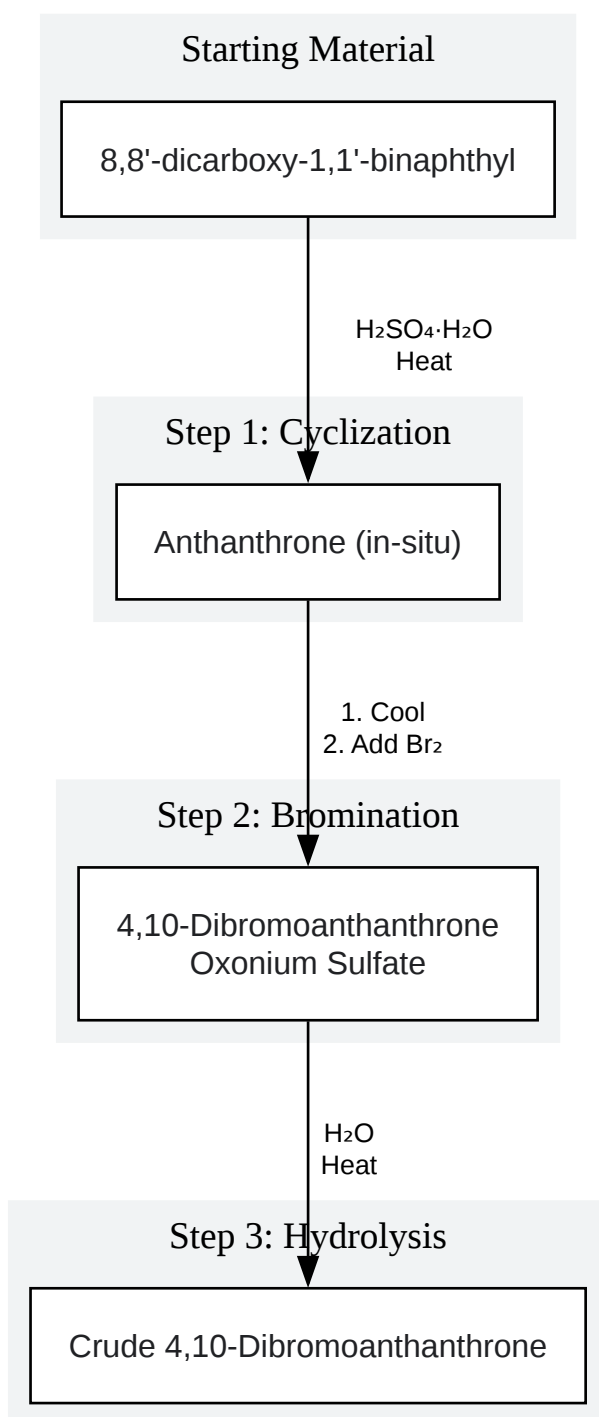 Starting Material
8,8'-dicarboxy-1,1'-binaphthyl
H₂SO₄·H₂O
Heat
Step 1: Cyclization
Anthanthrone (in-situ)
1. Cool
2. Add Br₂
Step 2: Bromination
4,10-Dibromoanthanthrone
Oxonium Sulfate
H₂O
Heat
Step 3: Hydrolysis
Crude 4,10-Dibromoanthanthrone